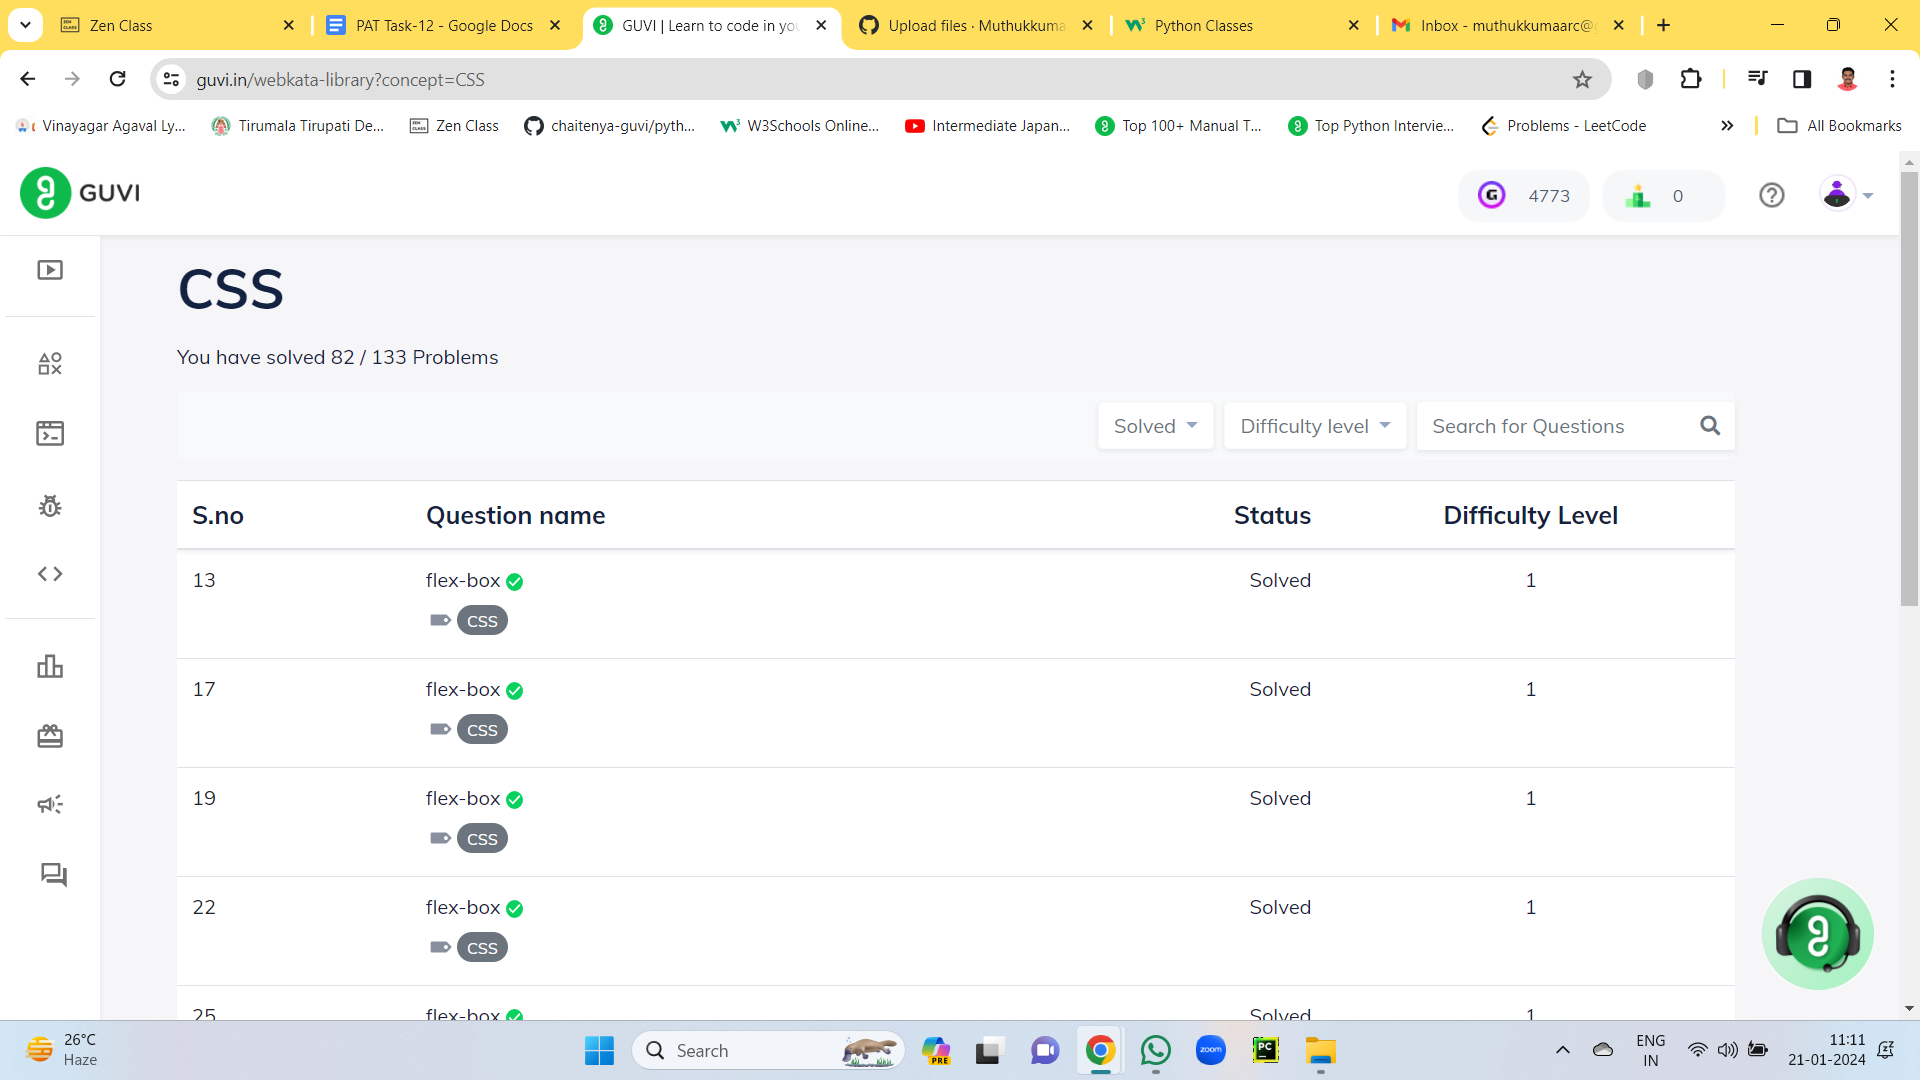 Zen Class
PAT Task-12 - Google Docs
GUVI | Learn to code in you
Upload files · Muthukkuma
Python Classes
Inbox - muthukkumaarc@g
guvi.in/webkata-library?concept=CSS
Vinayagar Agaval Ly...
Tirumala Tirupati De...
Zen Class
chaitenya-guvi/pyth...
W3Schools Online...
Intermediate Japan...
Top 100+ Manual T...
Top Python Intervie...
Problems - LeetCode
All Bookmarks
GUVI
4773
0
CSS
You have solved 82 / 133 Problems
Solved
Difficulty level
Search for Questions
S.no Question name Status Difficulty Level
13 flex-box Solved 1
CSS
17 flex-box Solved 1
CSS
19 flex-box Solved 1
CSS
22 flex-box Solved 1
CSS
25 flex-box Solved 1
26°C
Haze
Search
PRE
zoom
PC
ENG
IN
11:11
21-01-2024